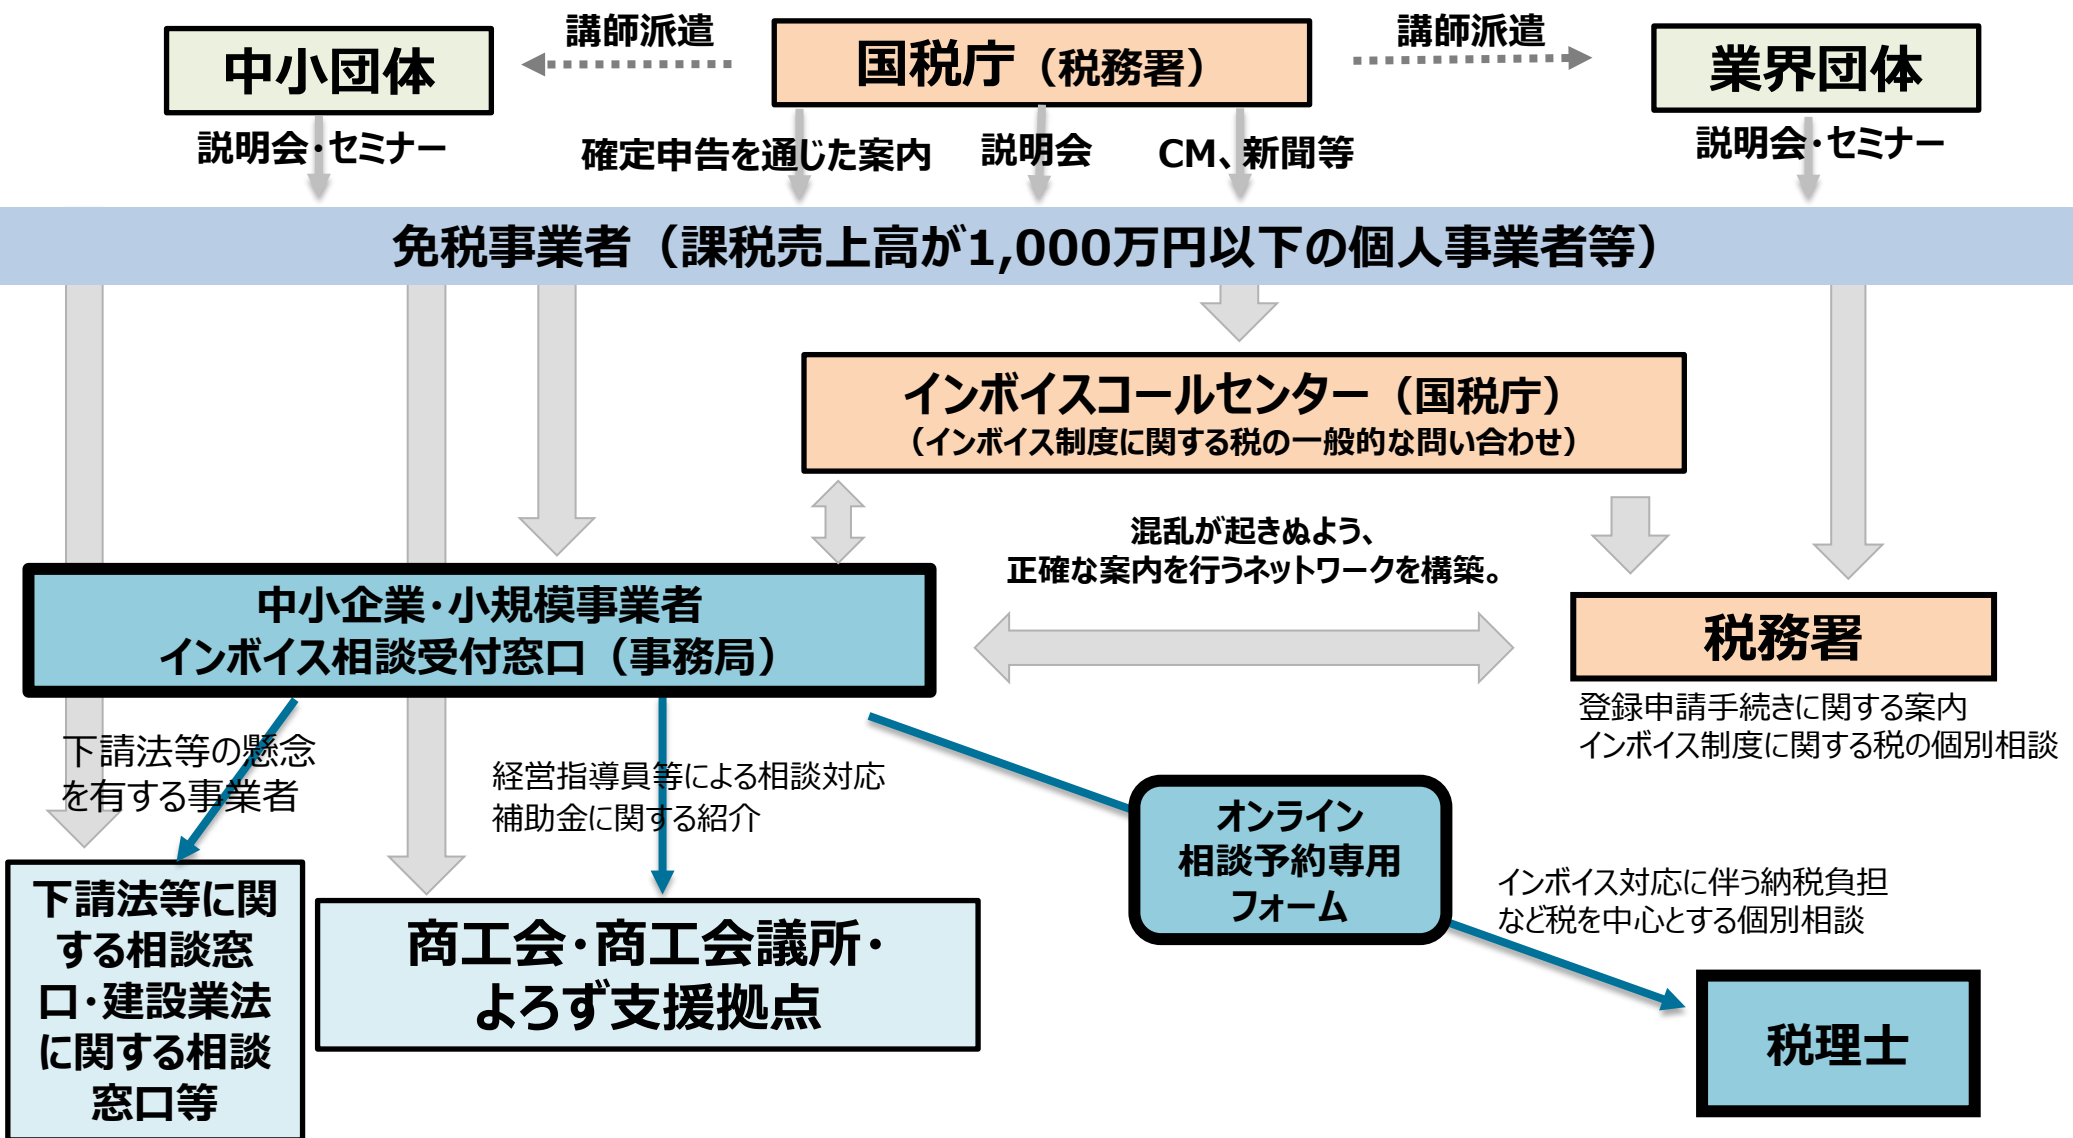 講師派遣
講師派遣
中小団体
国税庁（税務署）
業界団体
説明会・セミナー
確定申告を通じた案内
説明会
CM、新聞等
説明会・セミナー
免税事業者（課税売上高が1,000万円以下の個人事業者等）
インボイスコールセンター（国税庁）
（インボイス制度に関する税の一般的な問い合わせ）
混乱が起きぬよう、
正確な案内を行うネットワークを構築。
中小企業・小規模事業者
インボイス相談受付窓口（事務局）
税務署
登録申請手続きに関する案内
インボイス制度に関する税の個別相談
下請法等の懸念
を有する事業者
経営指導員等による相談対応
補助金に関する紹介
オンライン
相談予約専用
フォーム
インボイス対応に伴う納税負担
など税を中心とする個別相談
下請法等に関
する相談窓
口・建設業法
に関する相談
窓口等
商工会・商工会議所・
よろず支援拠点
税理士